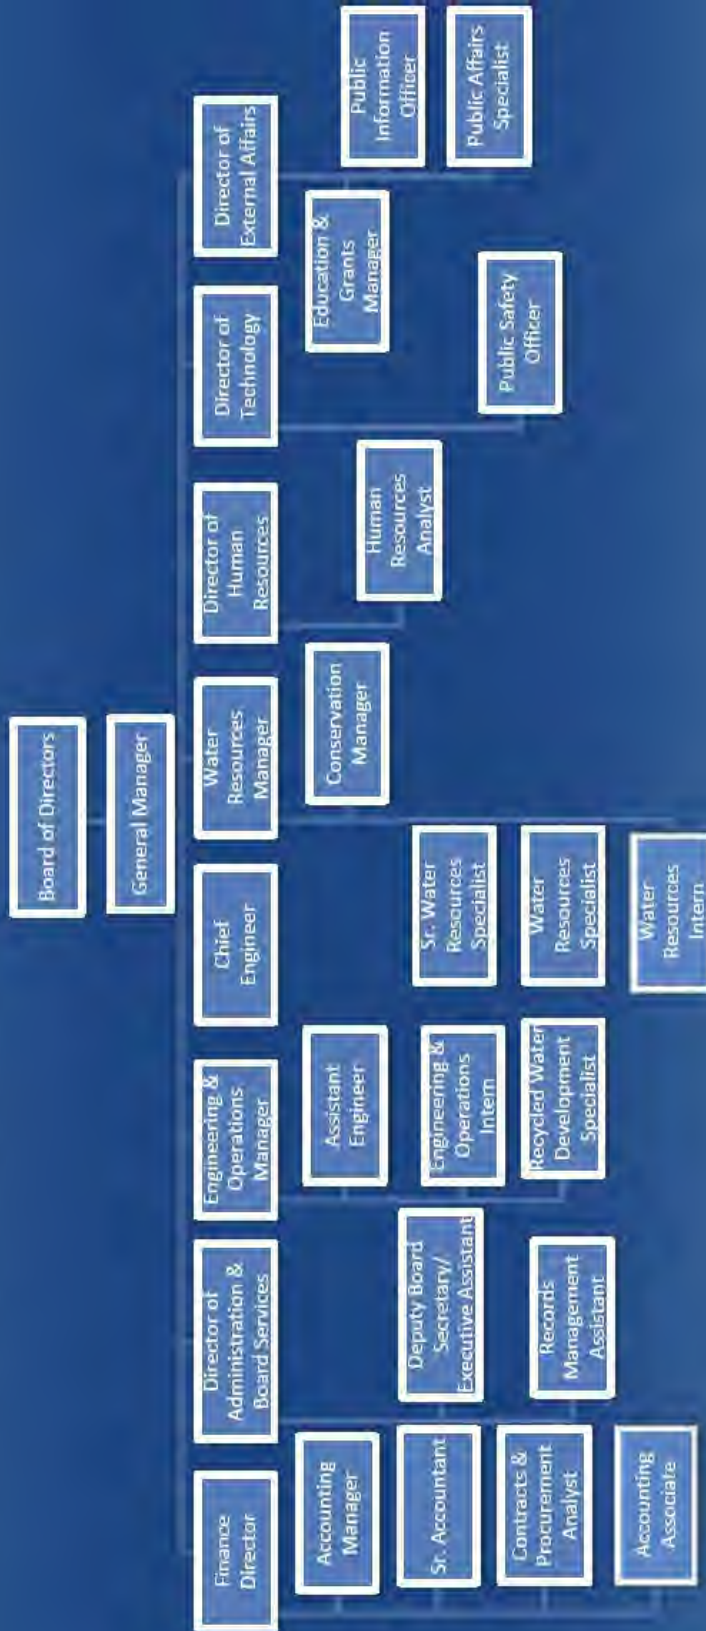 Board of Directors
General Manager
Finance
Director
Director of
Administration &
Board Services
Engineering &
Operations
Manager
Chief
Engineer
Water
Resources
Manager
Director of
Human
Resources
Director of
Technology
Director of
External Affairs
Accounting
Manager
Sr. Accountant
Contracts &
Procurement
Analyst
Accounting
Associate
Deputy Board
Secretary/
Executive Assistant
Records
Management
Assistant
Assistant
Engineer
Engineering &
Operations
Intern
Recycled Water
Development
Specialist
Conservation
Manager
Sr. Water
Resources
Specialist
Water
Resources
Specialist
Water
Resources
Intern
Human
Resources
Analyst
Public Safety
Officer
Education &
Grants
Manager
Public
Information
Officer
Public Affairs
Specialist